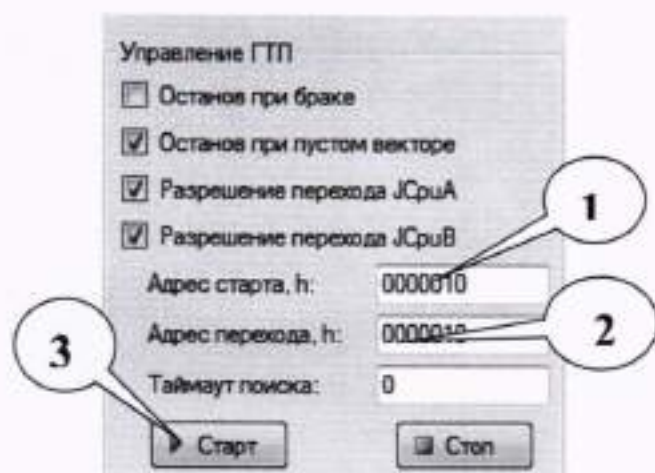 Управление ГТП
Останов при браке
Останов при пустом векторе
Разрешение перехода JCpuA
Разрешение перехода JCpuB
1
Адрес старта, h: 0000010
Адрес перехода, h: 0000010
2
3
Таймаут поиска: 0
Старт Стоп